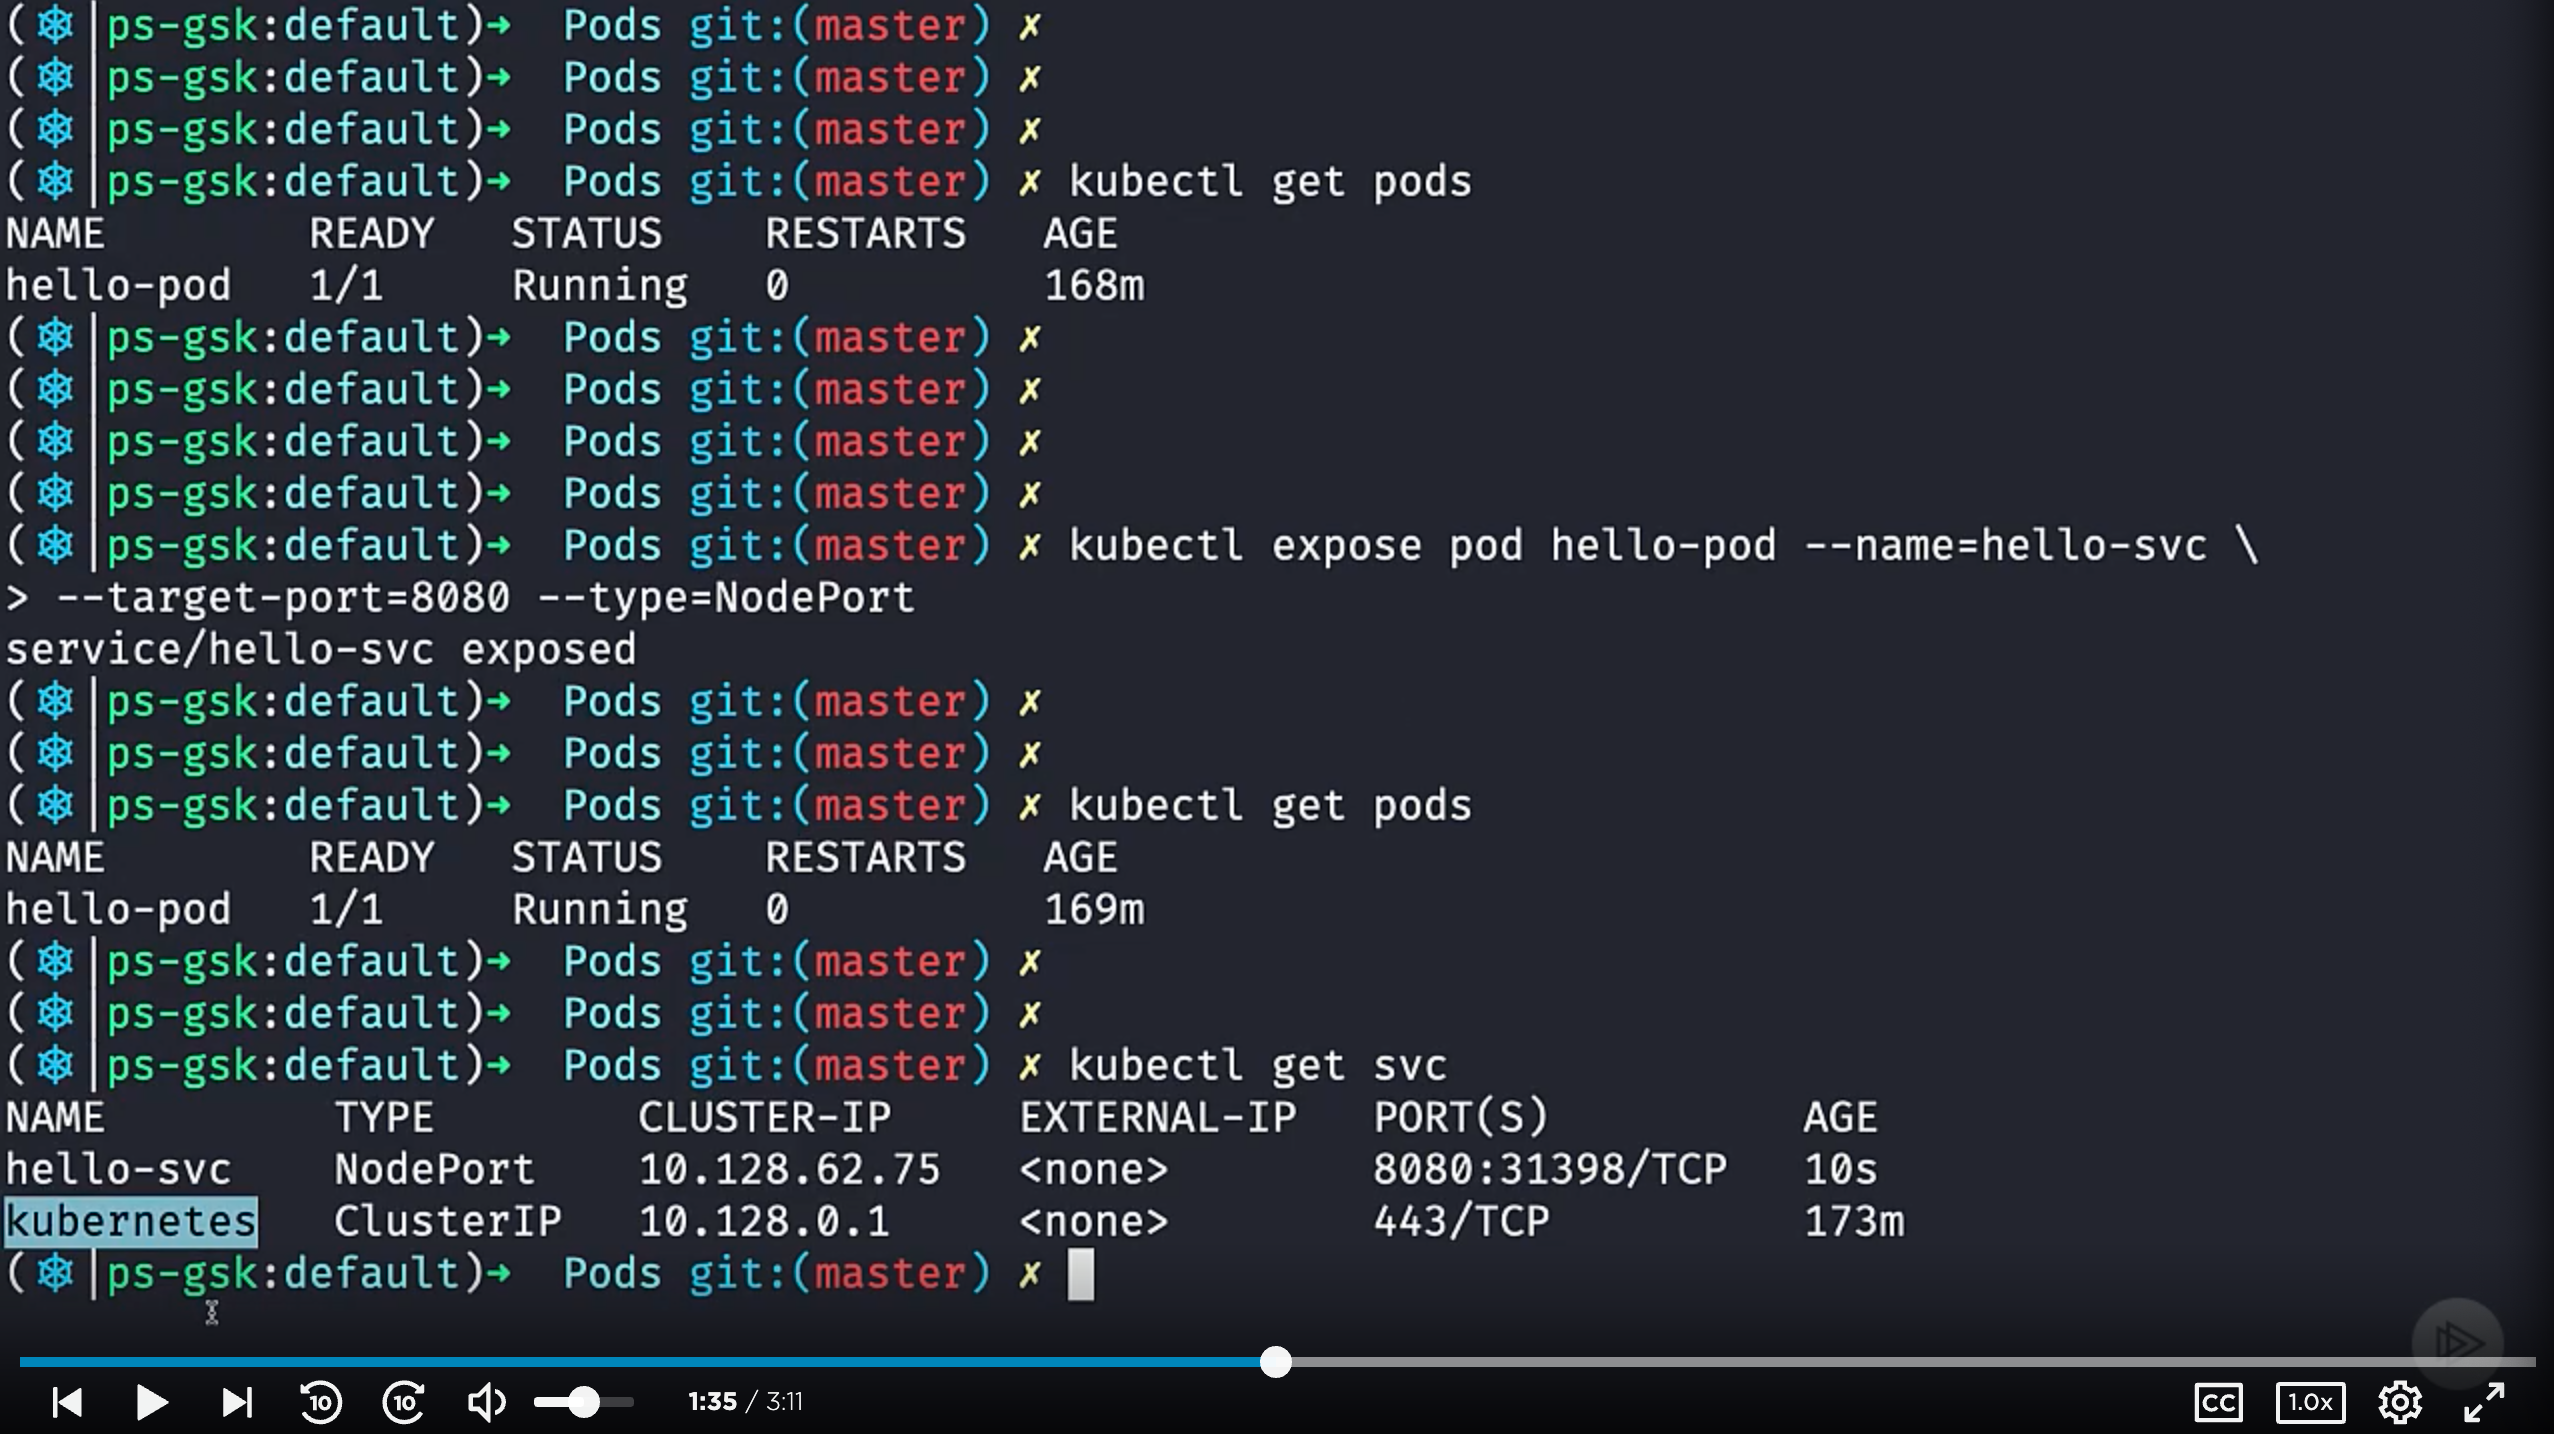 (⎈ |ps-gsk:default)→  Pods git:(master) ✗
(⎈ |ps-gsk:default)→  Pods git:(master) ✗
(⎈ |ps-gsk:default)→  Pods git:(master) ✗
(⎈ |ps-gsk:default)→  Pods git:(master) ✗ kubectl get pods
NAME        READY   STATUS    RESTARTS   AGE
hello-pod   1/1     Running   0          168m
(⎈ |ps-gsk:default)→  Pods git:(master) ✗
(⎈ |ps-gsk:default)→  Pods git:(master) ✗
(⎈ |ps-gsk:default)→  Pods git:(master) ✗
(⎈ |ps-gsk:default)→  Pods git:(master) ✗
(⎈ |ps-gsk:default)→  Pods git:(master) ✗ kubectl expose pod hello-pod --name=hello-svc \
> --target-port=8080 --type=NodePort
service/hello-svc exposed
(⎈ |ps-gsk:default)→  Pods git:(master) ✗
(⎈ |ps-gsk:default)→  Pods git:(master) ✗
(⎈ |ps-gsk:default)→  Pods git:(master) ✗ kubectl get pods
NAME        READY   STATUS    RESTARTS   AGE
hello-pod   1/1     Running   0          169m
(⎈ |ps-gsk:default)→  Pods git:(master) ✗
(⎈ |ps-gsk:default)→  Pods git:(master) ✗
(⎈ |ps-gsk:default)→  Pods git:(master) ✗ kubectl get svc
NAME         TYPE        CLUSTER-IP     EXTERNAL-IP   PORT(S)          AGE
hello-svc    NodePort    10.128.62.75   <none>        8080:31398/TCP   10s
kubernetes   ClusterIP   10.128.0.1     <none>        443/TCP          173m
(⎈ |ps-gsk:default)→  Pods git:(master) ✗
10 10 1:35 / 3:11 CC 1.0x